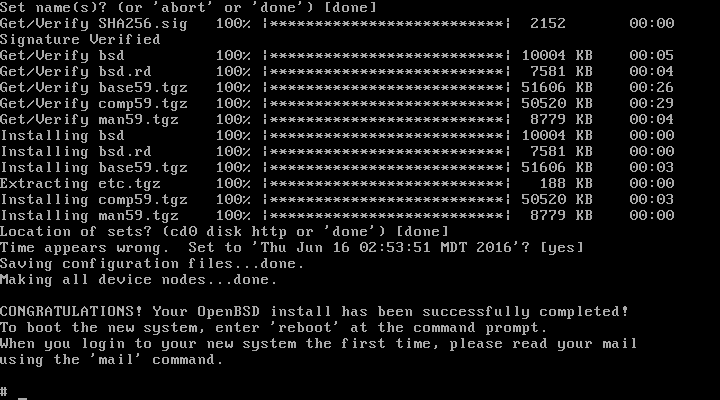 Set name(s)? (or 'abort' or 'done') [done]
Get/Verify SHA256.sig   100% |**************************|  2152       00:00
Signature Verified
Get/Verify bsd          100% |**************************| 10004 KB    00:05
Get/Verify bsd.rd       100% |**************************|  7581 KB    00:04
Get/Verify base59.tgz   100% |**************************| 51606 KB    00:26
Get/Verify comp59.tgz   100% |**************************| 50520 KB    00:29
Get/Verify man59.tgz    100% |**************************|  8779 KB    00:04
Installing bsd          100% |**************************| 10004 KB    00:00
Installing bsd.rd       100% |**************************|  7581 KB    00:00
Installing base59.tgz   100% |**************************| 51606 KB    00:03
Extracting etc.tgz      100% |**************************|   188 KB    00:00
Installing comp59.tgz   100% |**************************| 50520 KB    00:03
Installing man59.tgz    100% |**************************|  8779 KB    00:00
Location of sets? (cd0 disk http or 'done') [done]
Time appears wrong.  Set to 'Thu Jun 16 02:53:51 MDT 2016'? [yes]
Saving configuration files...done.
Making all device nodes...done.

CONGRATULATIONS! Your OpenBSD install has been successfully completed!
To boot the new system, enter 'reboot' at the command prompt.
When you login to your new system the first time, please read your mail
using the 'mail' command.

# _